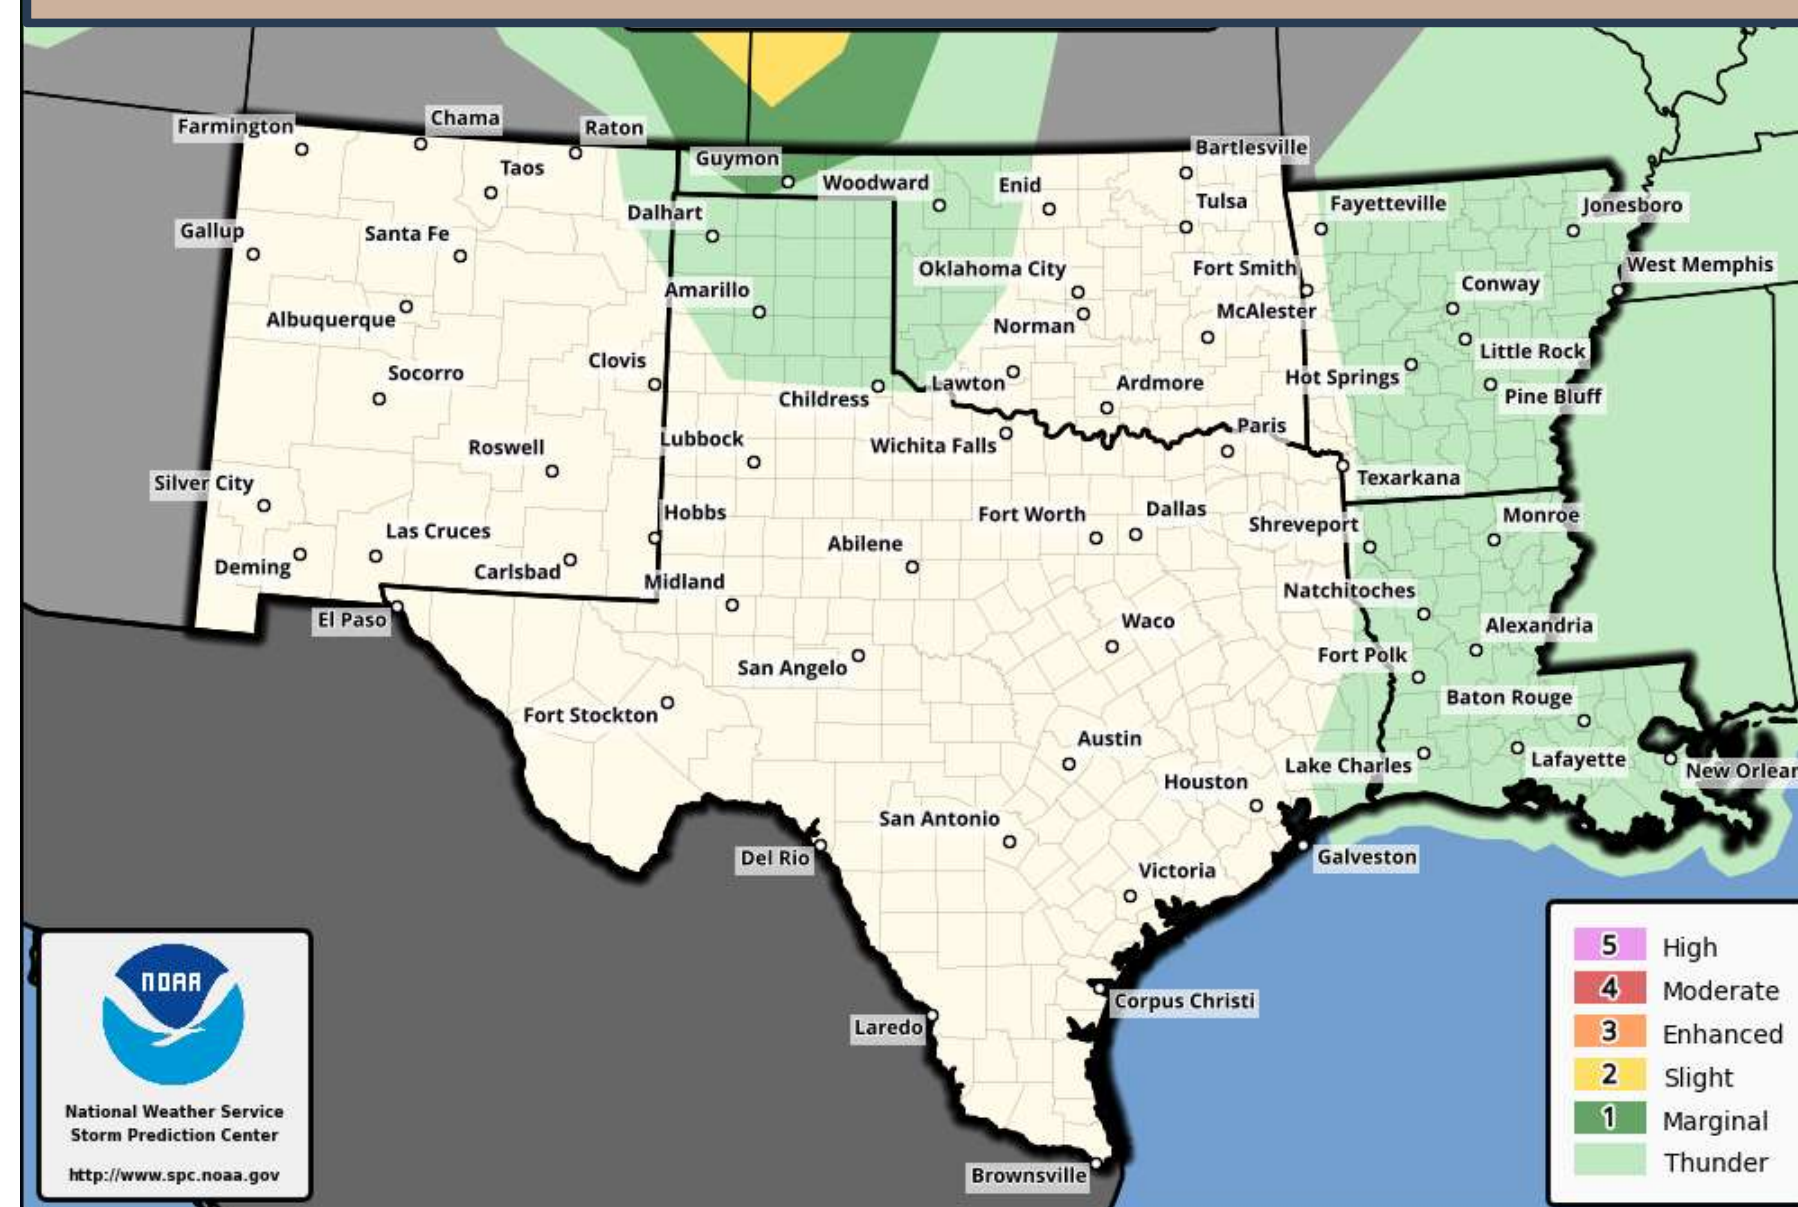 Farmington
Chama
Raton
Taos
Guymon
Woodward
Enid
Bartlesville
Tulsa
Fayetteville
Jonesboro
Gallup
Santa Fe
Dalhart
Oklahoma City
Fort Smith
West Memphis
Amarillo
Conway
Albuquerque
Norman
McAlester
Little Rock
Clovis
Socorro
Childress
Lawton
Ardmore
Hot Springs
Pine Bluff
Roswell
Lubbock
Wichita Falls
Paris
Silver City
Texarkana
Las Cruces
Hobbs
Fort Worth
Dallas
Shreveport
Monroe
Deming
Carlsbad
Abilene
Midland
Natchitoches
El Paso
Waco
Alexandria
San Angelo
Fort Polk
Fort Stockton
Baton Rouge
Austin
Lake Charles
Lafayette
New Orlean
Houston
San Antonio
Del Rio
Victoria
Galveston
Corpus Christi
Laredo
Brownsville
NOAA
National Weather Service
Storm Prediction Center
http://www.spc.noaa.gov
5 High
4 Moderate
3 Enhanced
2 Slight
1 Marginal
Thunder